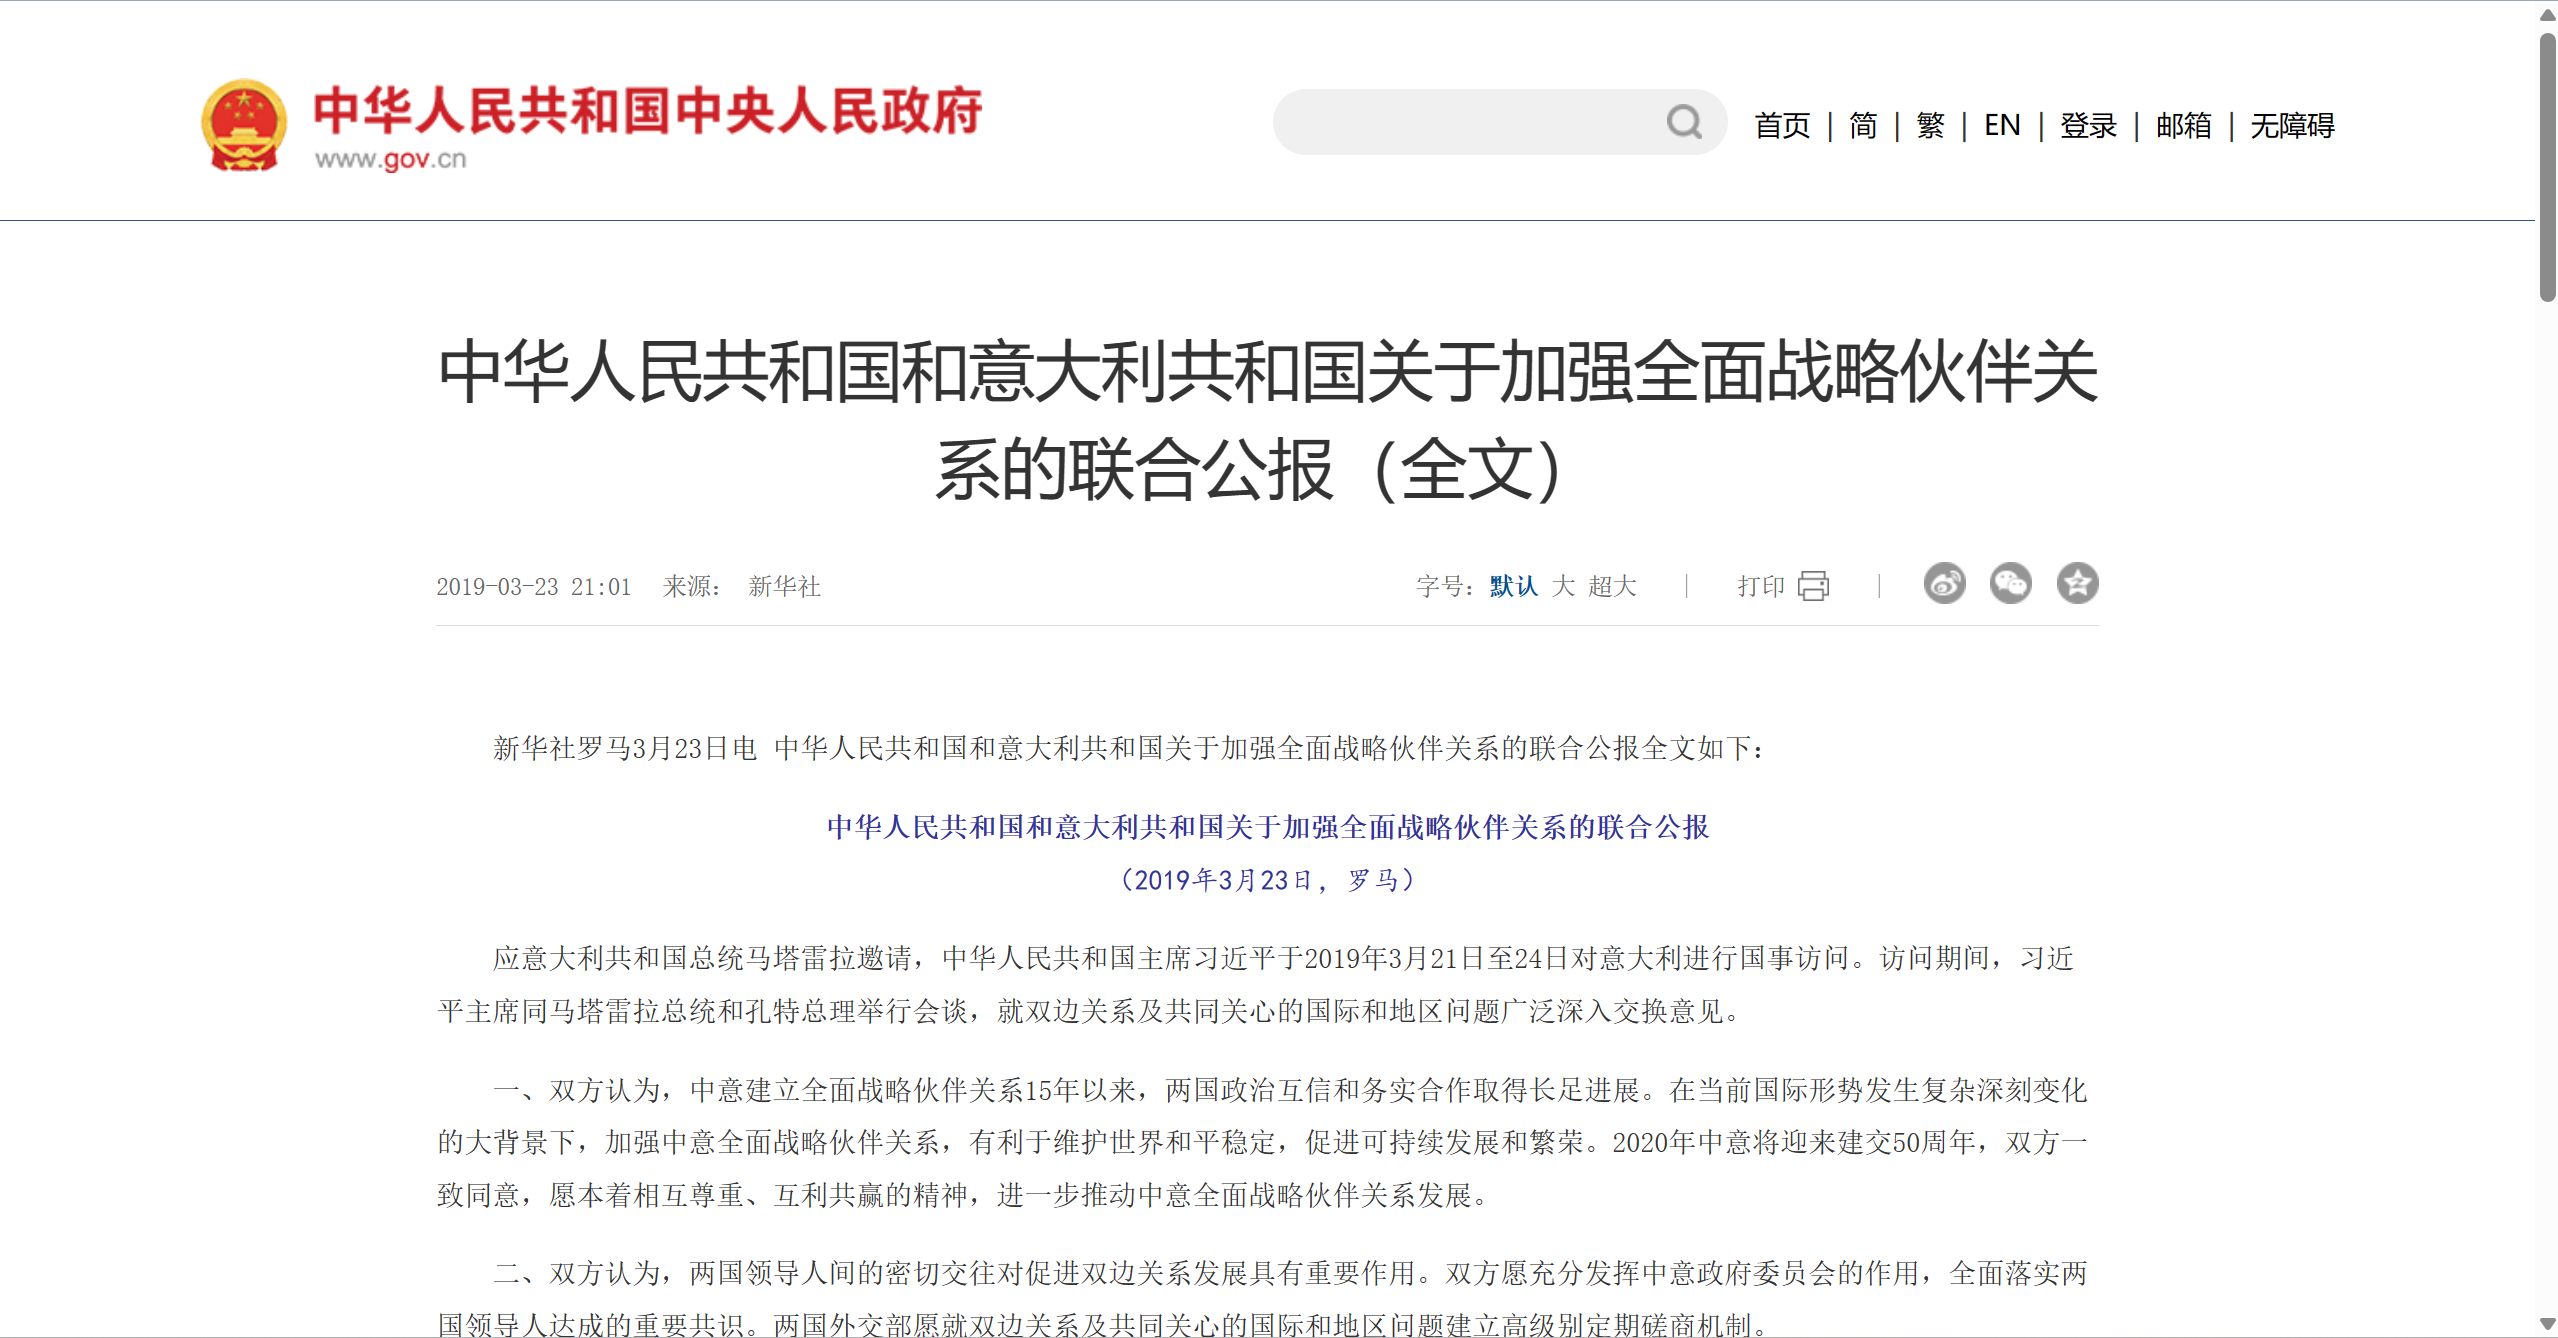 中华人民共和国中央人民政府
www.gov.cn
首页 | 简 | 繁 | EN | 登录 | 邮箱 | 无障碍
中华人民共和国和意大利共和国关于加强全面战略伙伴关
系的联合公报（全文）
2019-03-23 21:01 来源： 新华社
字号：默认 大 超大 | 打印 |
新华社罗马3月23日电 中华人民共和国和意大利共和国关于加强全面战略伙伴关系的联合公报全文如下：
中华人民共和国和意大利共和国关于加强全面战略伙伴关系的联合公报
（2019年3月23日，罗马）
应意大利共和国总统马塔雷拉邀请，中华人民共和国主席习近平于2019年3月21日至24日对意大利进行国事访问。访问期间，习近
平主席同马塔雷拉总统和孔特总理举行会谈，就双边关系及共同关心的国际和地区问题广泛深入交换意见。
一、双方认为，中意建立全面战略伙伴关系15年以来，两国政治互信和务实合作取得长足进展。在当前国际形势发生复杂深刻变化
的大背景下，加强中意全面战略伙伴关系，有利于维护世界和平稳定，促进可持续发展和繁荣。2020年中意将迎来建交50周年，双方一
致同意，愿本着相互尊重、互利共赢的精神，进一步推动中意全面战略伙伴关系发展。
二、双方认为，两国领导人间的密切交往对促进双边关系发展具有重要作用。双方愿充分发挥中意政府委员会的作用，全面落实两
国领导人达成的重要共识。两国外交部愿就双边关系及共同关心的国际和地区问题建立高级别定期磋商机制。